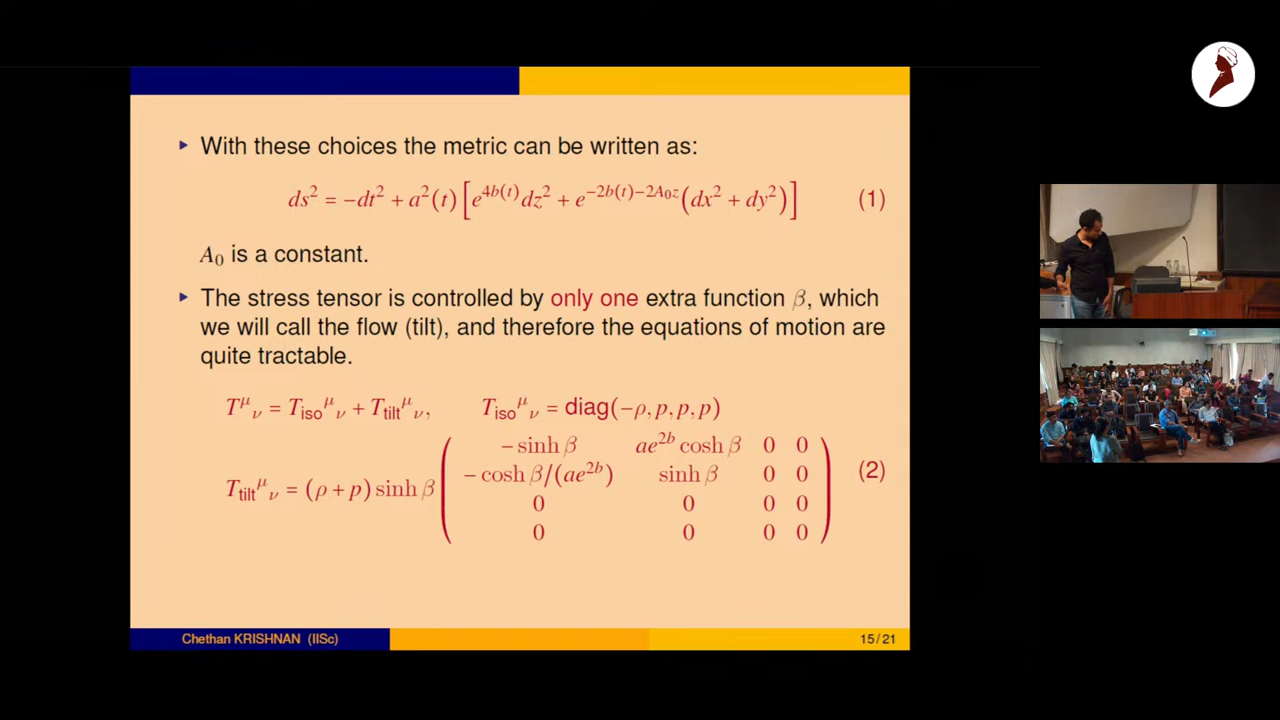 ▸ With these choices the metric can be written as:
ds² = −dt² + a²(t) [e^{4b(t)}dz² + e^{−2b(t)−2A₀z}(dx² + dy²)] (1)
A₀ is a constant.
▸ The stress tensor is controlled by only one extra function β, which
we will call the flow (tilt), and therefore the equations of motion are
quite tractable.
T^μ_ν = T_iso^μ_ν + T_tilt^μ_ν, T_iso^μ_ν = diag(−ρ, p, p, p)
T_tilt^μ_ν = (ρ + p) sinh β ( − sinh β ae^{2b} cosh β 0 0
− cosh β/(ae^{2b}) sinh β 0 0
0 0 0 0
0 0 0 0 ) (2)
Chethan KRISHNAN (IISc) 15/21